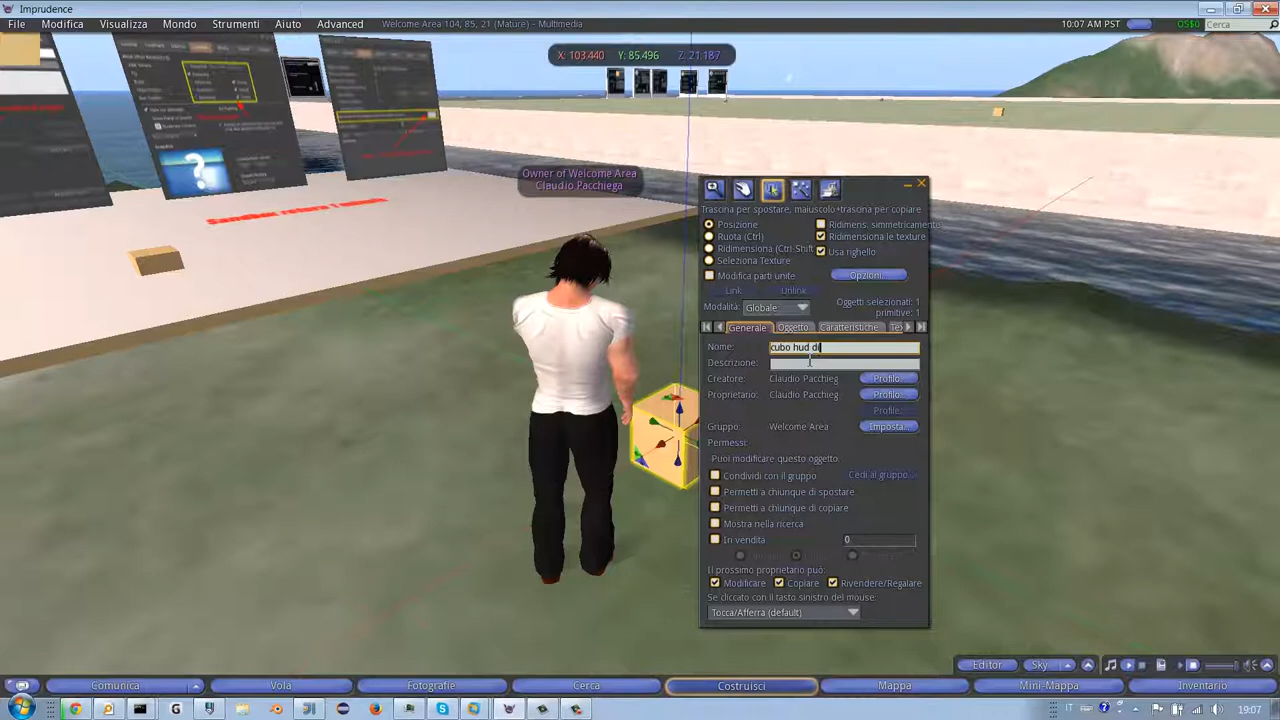 Imprudence
File Modifica Visualizza Mondo Strumenti Aiuto Advanced Welcome Area 104, 85, 21 (Mature) - Multimedia 10:07 AM PST OS$0 Cerca
X: 103.440 Y: 85.496 Z: 21.187
Owner of Welcome Area
Claudio Pacchiega
Trascina per spostare, maiuscolo+trascina per copiare
Posizione Ridimens. simmetricamente
Ruota (Ctrl) Ridimensiona le texture
Ridimensiona (Ctrl-Shift Usa righello
Seleziona Texture
Modifica parti unite Opzioni...
Link Unlink
Modalità: Globale Oggetti selezionati: 1
primitive: 1
Generale Oggetto Caratteristiche Te
Nome: cubo hud di
Descrizione:
Creatore: Claudio Pacchieg Profilo...
Proprietario: Claudio Pacchieg Profilo...
Profile...
Gruppo: Welcome Area Imposta...
Permessi:
Puoi modificare questo oggetto.
Condividi con il gruppo Cedi al gruppo...
Permetti a chiunque di spostare
Permetti a chiunque di copiare
Mostra nella ricerca
In vendita 0
Il prossimo proprietario può:
Modificare Copiare Rivendere/Regalare
Se cliccato con il tasto sinistro del mouse:
Tocca/Afferra (default)
Editor Sky
Comunica Vola Fotografie Cerca Costruisci Mappa Mini-Mappa Inventario
IT 19:07